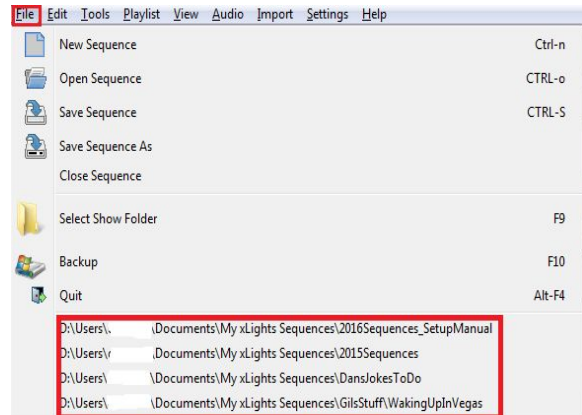 File Edit Tools Playlist View Audio Import Settings Help
New Sequence Ctrl-n
Open Sequence CTRL-o
Save Sequence CTRL-S
Save Sequence As
Close Sequence
Select Show Folder F9
Backup F10
Quit Alt-F4
D:\Users\ \Documents\My xLights Sequences\2016Sequences_SetupManual
D:\Users\ \Documents\My xLights Sequences\2015Sequences
D:\Users\ \Documents\My xLights Sequences\DansJokesToDo
D:\Users\ \Documents\My xLights Sequences\GilsStuff\WakingUpInVegas